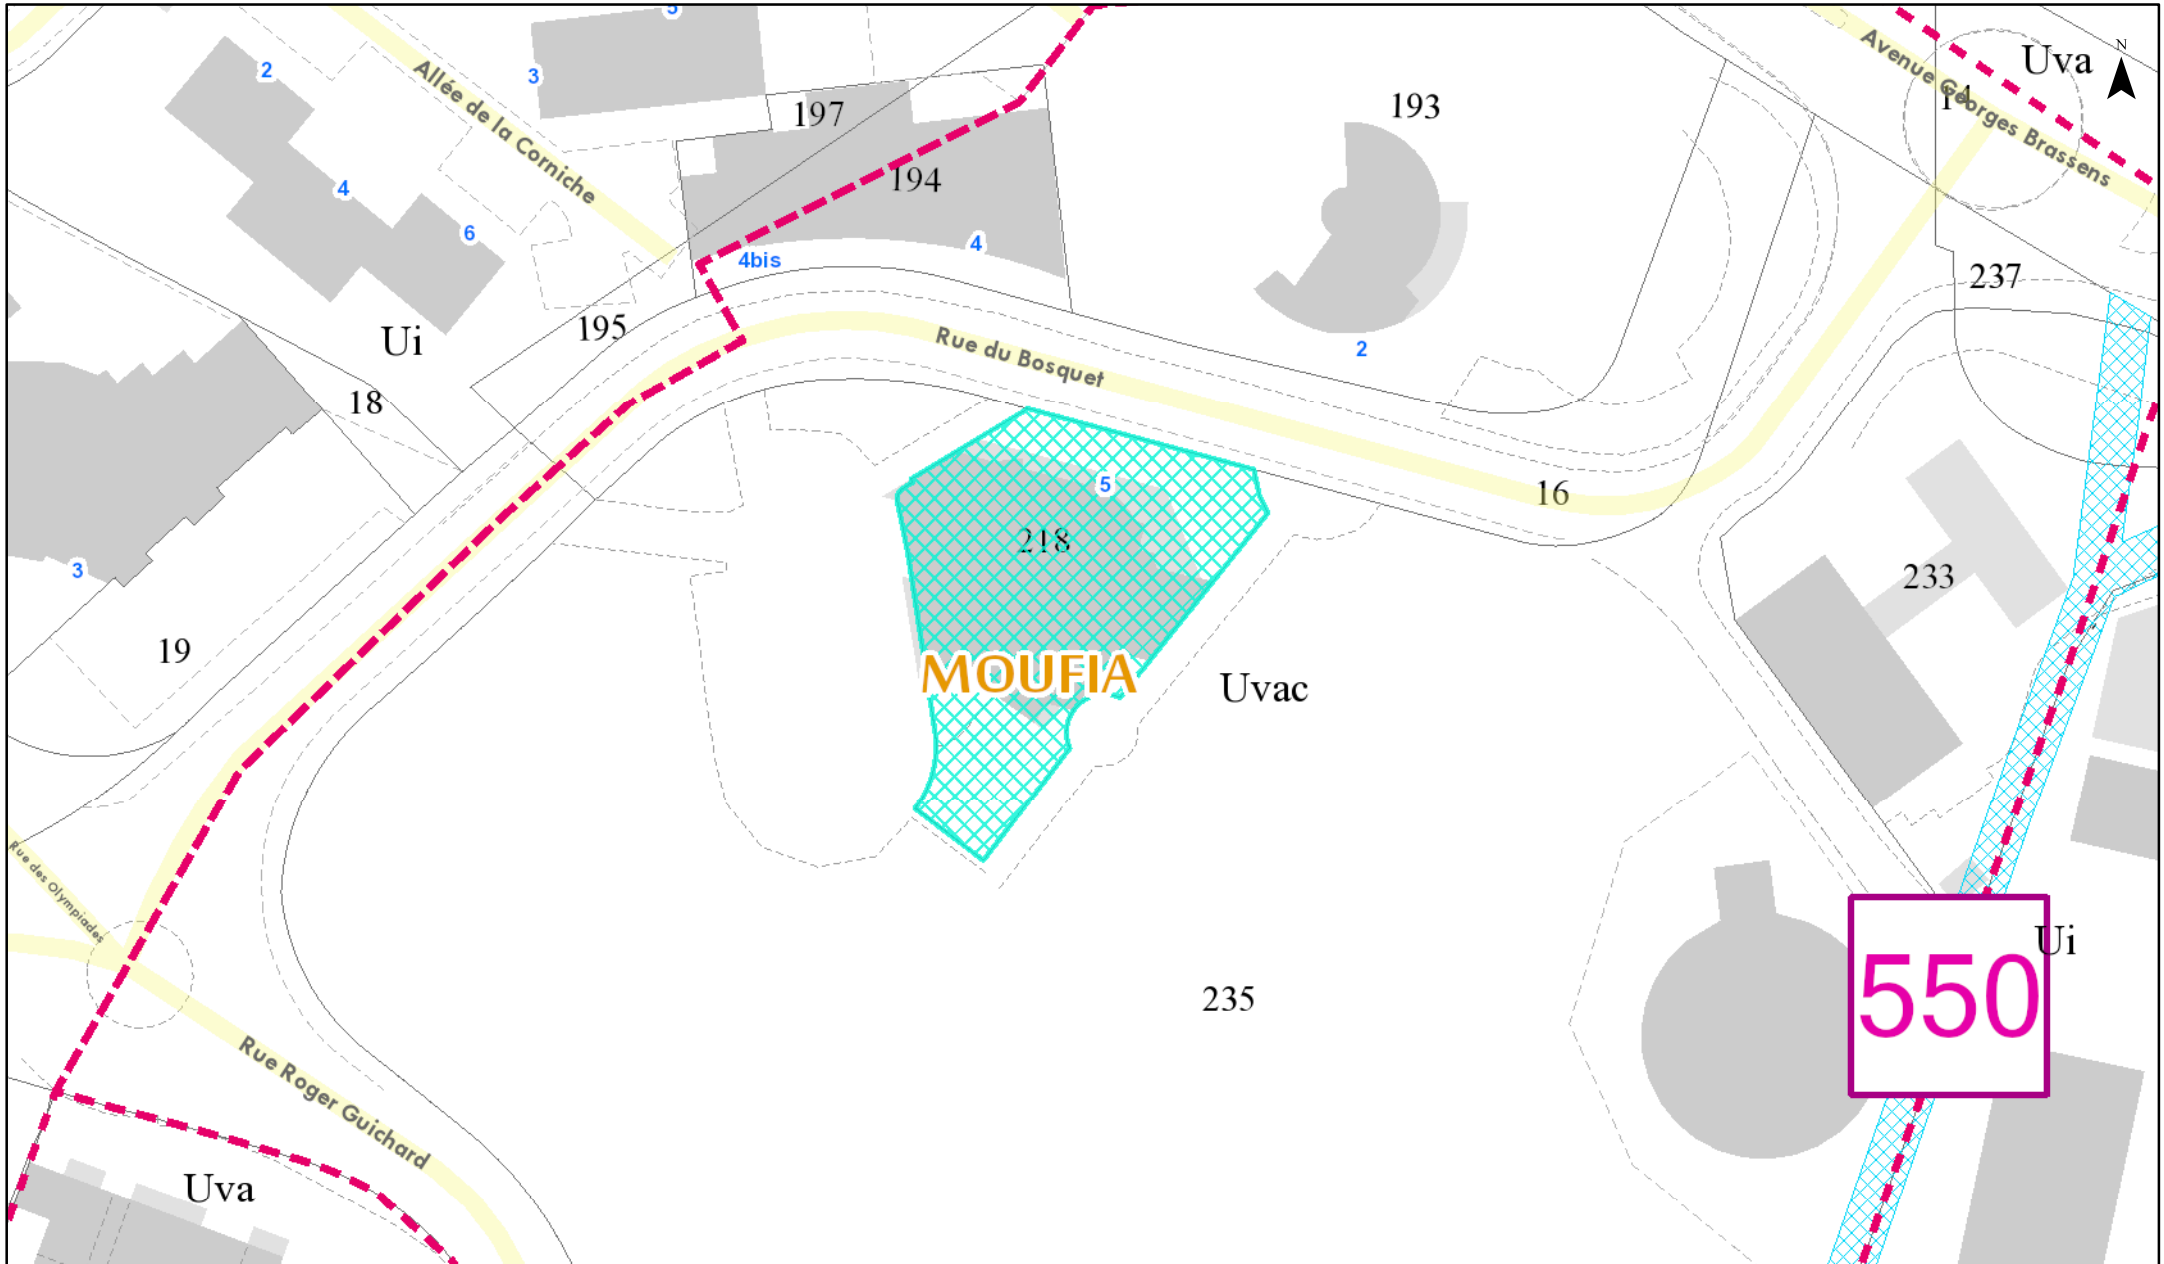 5
2
3
Allée de la Corniche
197
193
Avenue Georges Brassens
14
Uva
N
4
194
6
4
4bis
237
195
Ui
Rue du Bosquet
2
18
5
16
218
3
233
19
MOUFIA
Uvac
Rue des Olympiades
Ui
550
235
Rue Roger Guichard
Uva